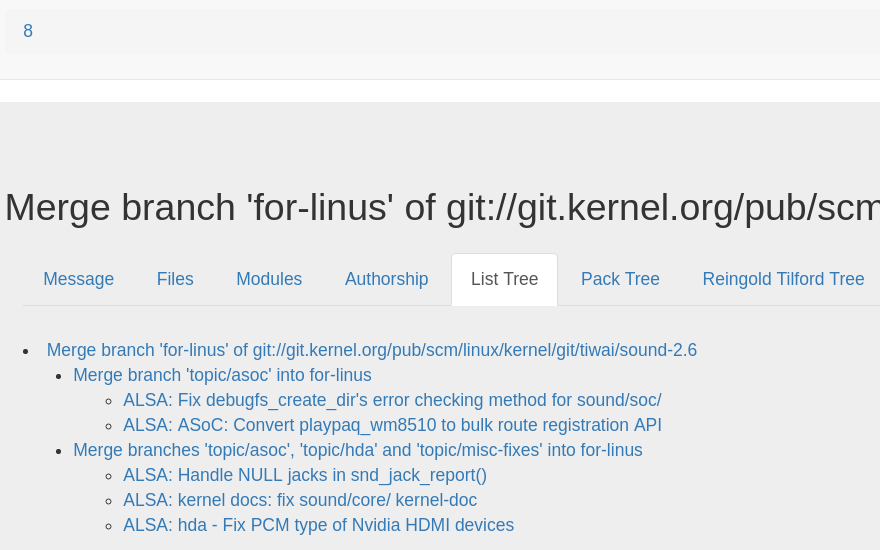 8
Merge branch 'for-linus' of git://git.kernel.org/pub/scm
Message Files Modules Authorship List Tree Pack Tree Reingold Tilford Tree
Merge branch 'for-linus' of git://git.kernel.org/pub/scm/linux/kernel/git/tiwai/sound-2.6
Merge branch 'topic/asoc' into for-linus
ALSA: Fix debugfs_create_dir's error checking method for sound/soc/
ALSA: ASoC: Convert playpaq_wm8510 to bulk route registration API
Merge branches 'topic/asoc', 'topic/hda' and 'topic/misc-fixes' into for-linus
ALSA: Handle NULL jacks in snd_jack_report()
ALSA: kernel docs: fix sound/core/ kernel-doc
ALSA: hda - Fix PCM type of Nvidia HDMI devices